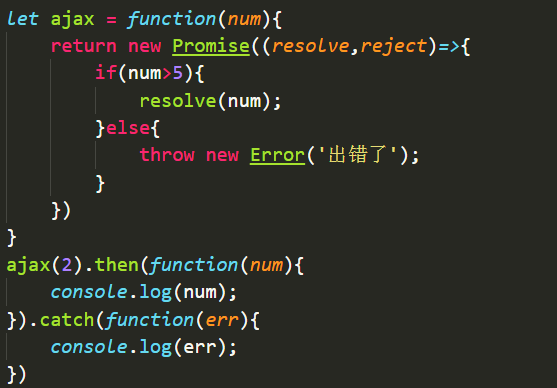 let ajax = function(num){
    return new Promise((resolve,reject)=>{
        if(num>5){
            resolve(num);
        }else{
            throw new Error('出错了');
        }
    })
}
ajax(2).then(function(num){
    console.log(num);
}).catch(function(err){
    console.log(err);
})